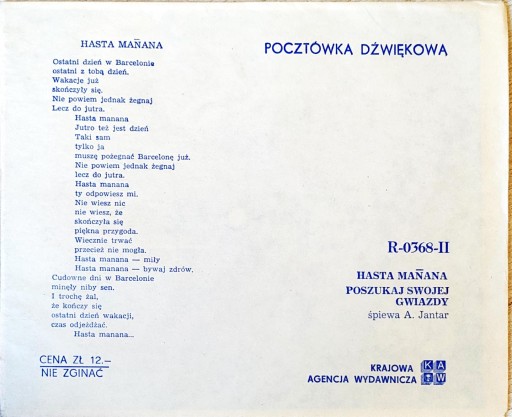 HASTA MAÑANA
Ostatni dzień w Barcelonie
ostatni z tobą dzień.
Wakacje już
skończyły się.
Nie powiem jednak żegnaj
Lecz do jutra.
Hasta manana
Jutro też jest dzień
Taki sam
tylko ja
muszę pożegnać Barcelonę już.
Nie powiem jednak żegnaj
lecz do jutra.
Hasta manana
ty odpowiesz mi.
Nie wiesz nic
nie wiesz, że
skończyła się
piękna przygoda.
Wiecznie trwać
przecież nie mogła.
Hasta manana — miły
Hasta manana — bywaj zdrów.
Cudowne dni w Barcelonie
minęły niby sen.
I trochę żal,
że kończy się
ostatni dzień wakacji,
czas odjeżdżać.
Hasta manana...
CENA ZŁ 12.—
NIE ZGINAĆ
POCZTÓWKA DŹWIĘKOWA
R-0368-II
HASTA MAÑANA
POSZUKAJ SWOJEJ
GWIAZDY
śpiewa A. Jantar
KRAJOWA
AGENCJA WYDAWNICZA
KAW